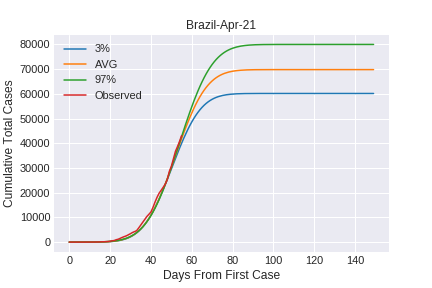 Brazil-Apr-21
80000
70000
60000
50000
40000
30000
20000
10000
0
Cumulative Total Cases
3%
AVG
97%
Observed
0 20 40 60 80 100 120 140
Days From First Case